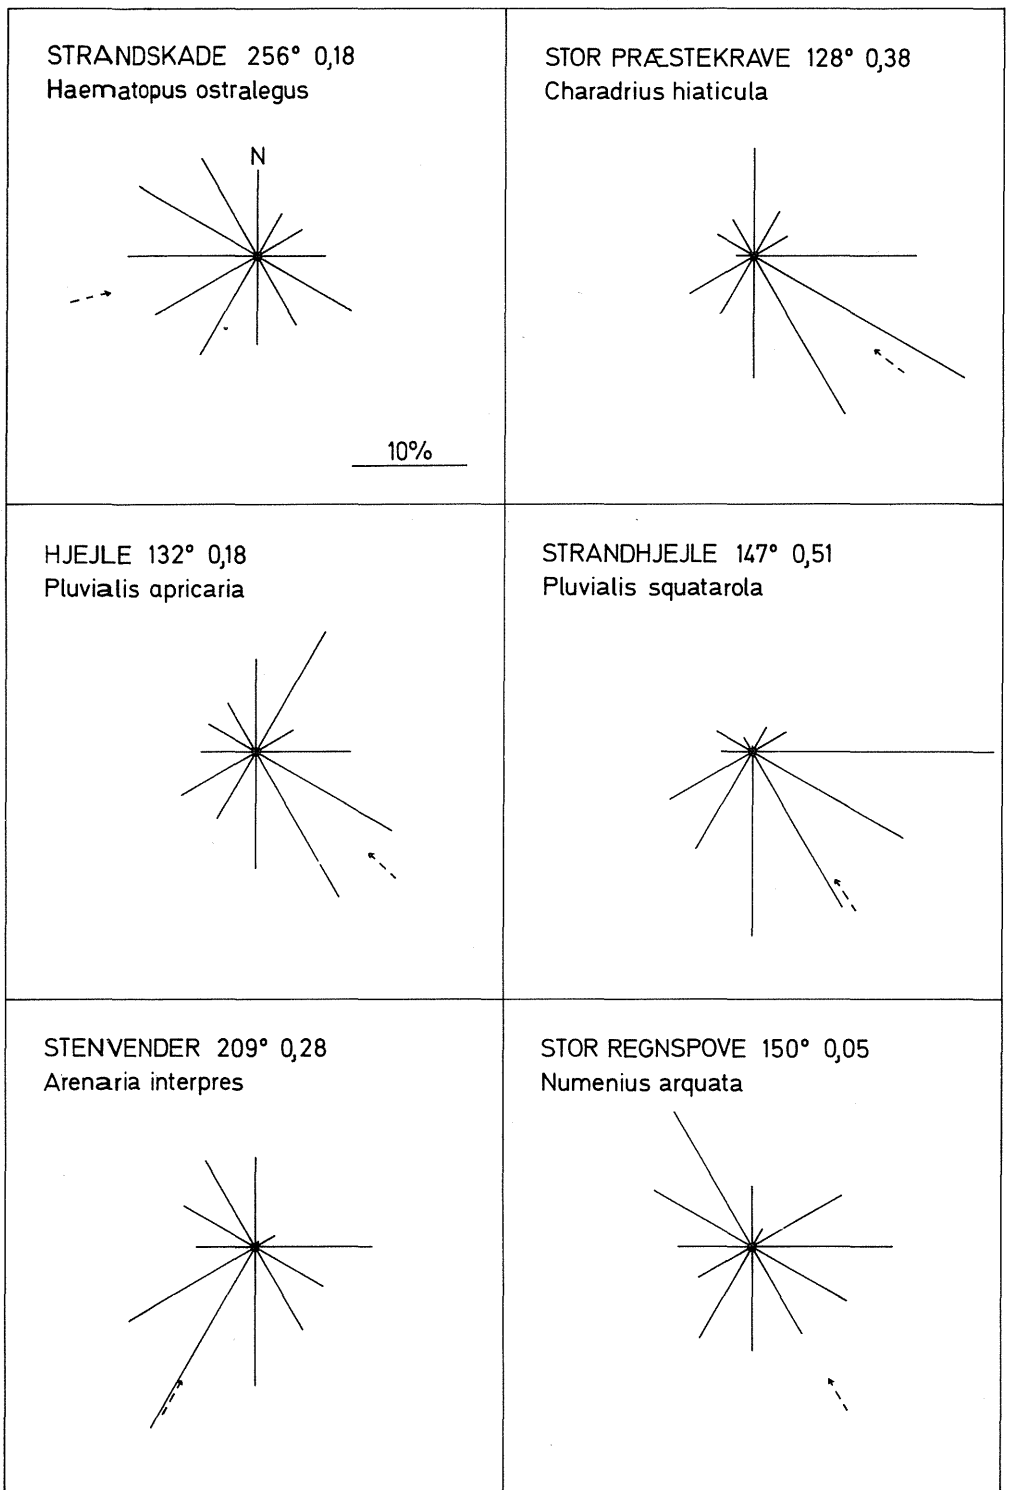 STRANDSKADE 256° 0,18
Haematopus ostralegus
N
10%
STOR PRÆSTEKRAVE 128° 0,38
Charadrius hiaticula
HJEJLE 132° 0,18
Pluvialis apricaria
STRANDHJEJLE 147° 0,51
Pluvialis squatarola
STENVENDER 209° 0,28
Arenaria interpres
STOR REGNSPOVE 150° 0,05
Numenius arquata